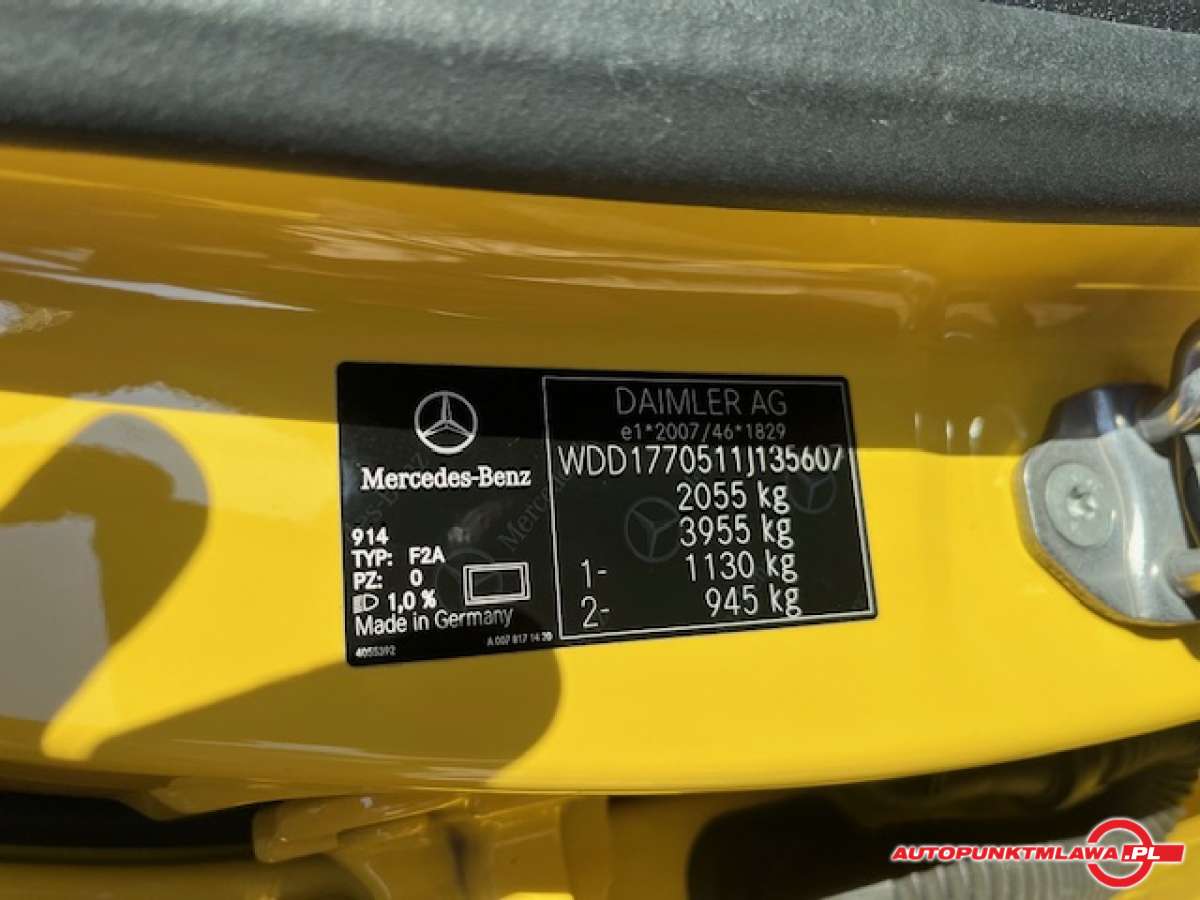 Mercedes-Benz
914
TYP: F2A
PZ: 0
1,0 %
Made in Germany
4055392
A 007 817 14 20
DAIMLER AG
e1*2007/46*1829
WDD1770511J135607
2055 kg
3955 kg
1- 1130 kg
2- 945 kg
AUTOPUNKTMLAWA.PL